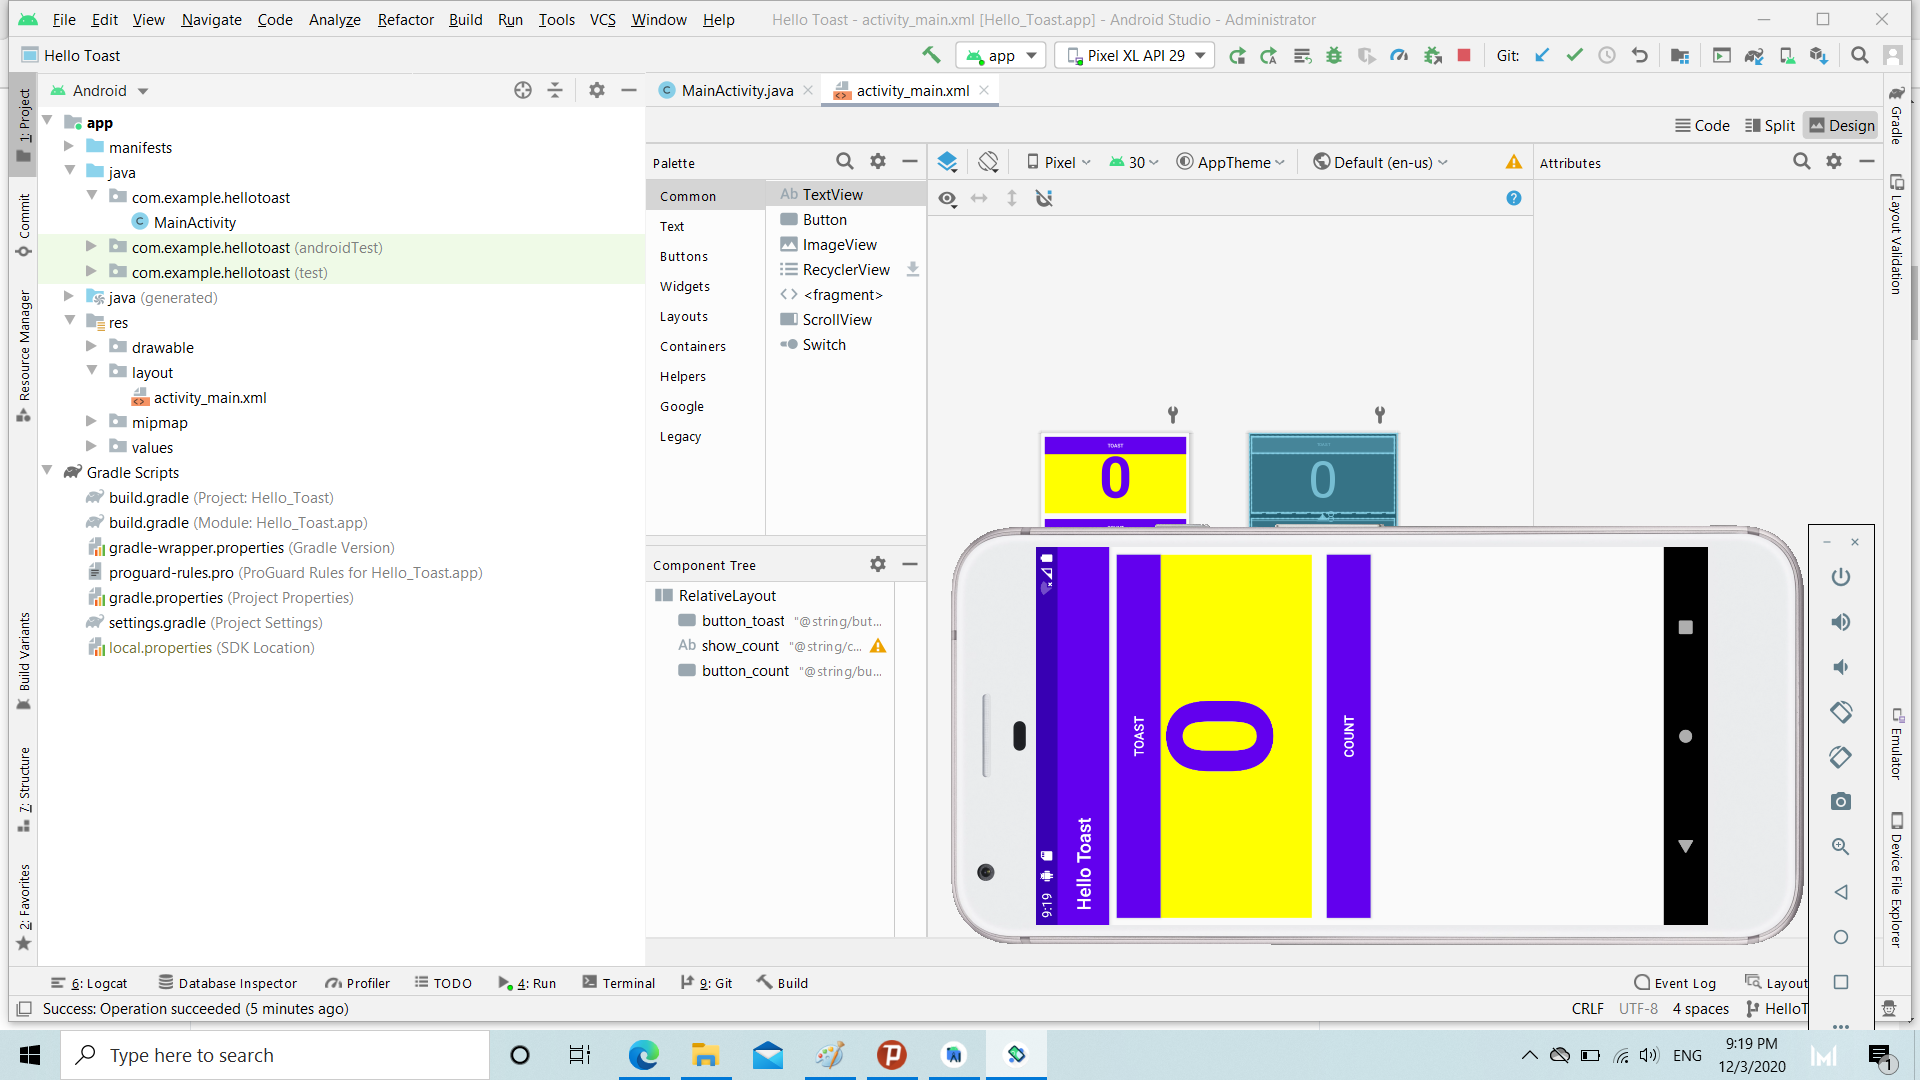 File Edit View Navigate Code Analyze Refactor Build Run Tools VCS Window Help Hello Toast - activity_main.xml [Hello_Toast.app] - Android Studio - Administrator
Hello Toast
app
Pixel XL API 29
Git:
1: Project
Commit
Resource Manager
Build Variants
7: Structure
2: Favorites
Android
app
manifests
java
com.example.hellotoast
MainActivity
com.example.hellotoast (androidTest)
com.example.hellotoast (test)
java (generated)
res
drawable
layout
activity_main.xml
mipmap
values
Gradle Scripts
build.gradle (Project: Hello_Toast)
build.gradle (Module: Hello_Toast.app)
gradle-wrapper.properties (Gradle Version)
proguard-rules.pro (ProGuard Rules for Hello_Toast.app)
gradle.properties (Project Properties)
settings.gradle (Project Settings)
local.properties (SDK Location)
MainActivity.java
activity_main.xml
Code Split Design
Palette
Common
Text
Buttons
Widgets
Layouts
Containers
Helpers
Google
Legacy
Ab TextView
Button
ImageView
RecyclerView
<fragment>
ScrollView
Switch
Pixel
30
AppTheme
Default (en-us)
Attributes
TOAST
0
0
Component Tree
RelativeLayout
button_toast "@string/but...
Ab show_count "@string/c...
button_count "@string/bu...
9:19
Hello Toast
TOAST
0
COUNT
Gradle
Layout Validation
Emulator
Device File Explorer
6: Logcat Database Inspector Profiler TODO 4: Run Terminal 9: Git Build Event Log Layout
Success: Operation succeeded (5 minutes ago) CRLF UTF-8 4 spaces HelloT
Type here to search
ENG
9:19 PM
12/3/2020
1